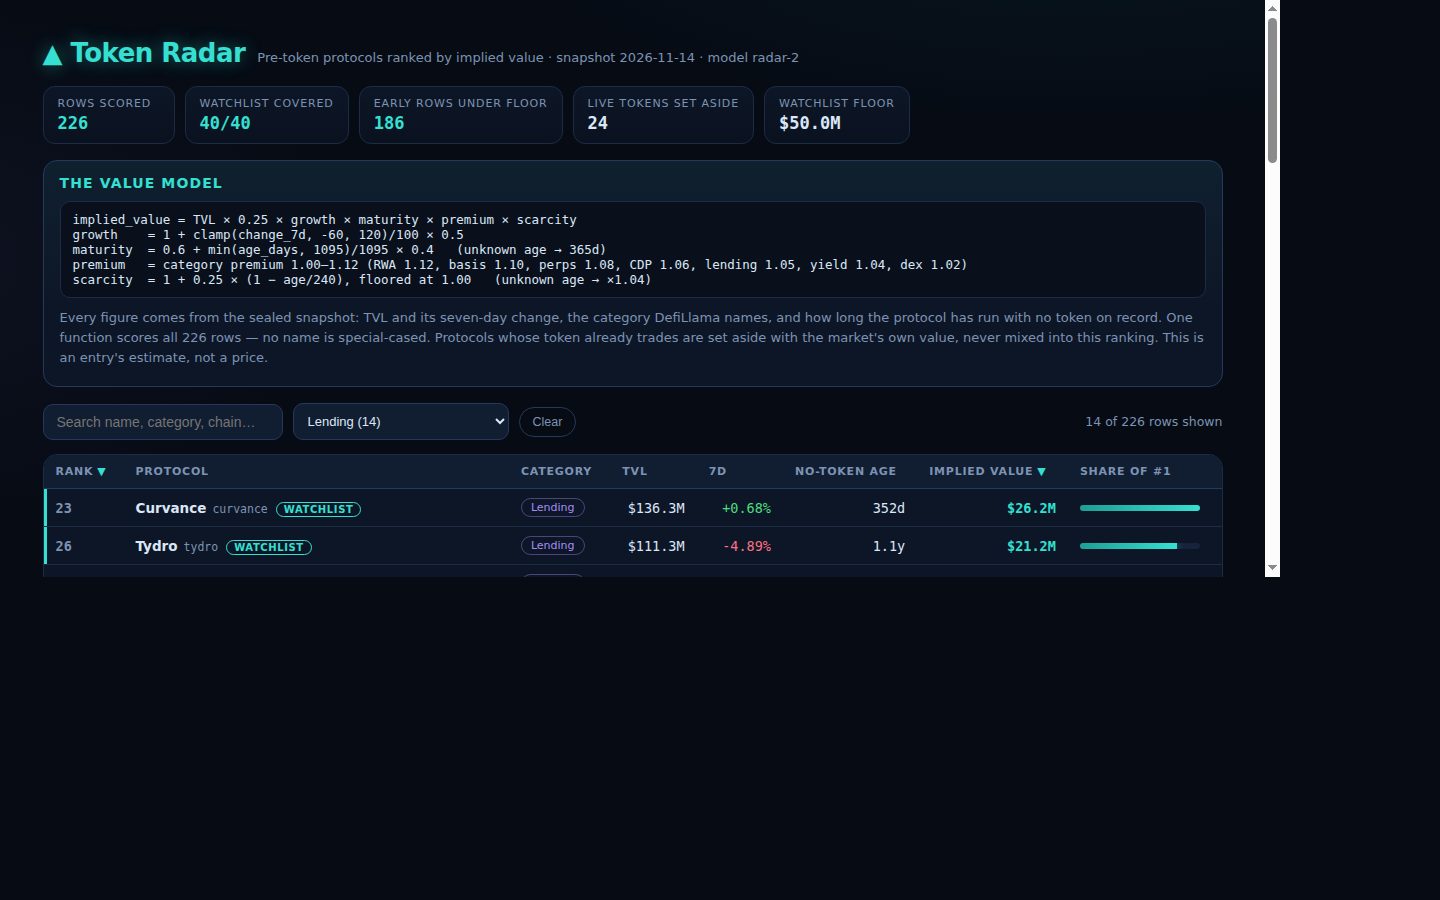 ▲ Token Radar Pre-token protocols ranked by implied value · snapshot 2026-11-14 · model radar-2
ROWS SCORED
226
WATCHLIST COVERED
40/40
EARLY ROWS UNDER FLOOR
186
LIVE TOKENS SET ASIDE
24
WATCHLIST FLOOR
$50.0M
THE VALUE MODEL
implied_value = TVL × 0.25 × growth × maturity × premium × scarcity
growth = 1 + clamp(change_7d, -60, 120)/100 × 0.5
maturity = 0.6 + min(age_days, 1095)/1095 × 0.4 (unknown age → 365d)
premium = category premium 1.00–1.12 (RWA 1.12, basis 1.10, perps 1.08, CDP 1.06, lending 1.05, yield 1.04, dex 1.02)
scarcity = 1 + 0.25 × (1 − age/240), floored at 1.00 (unknown age → ×1.04)
Every figure comes from the sealed snapshot: TVL and its seven-day change, the category DefiLlama names, and how long the protocol has run with no token on record. One
function scores all 226 rows — no name is special-cased. Protocols whose token already trades are set aside with the market's own value, never mixed into this ranking. This is
an entry's estimate, not a price.
Search name, category, chain… Lending (14) Clear 14 of 226 rows shown
RANK ▼ PROTOCOL CATEGORY TVL 7D NO-TOKEN AGE IMPLIED VALUE ▼ SHARE OF #1
23 Curvance curvance WATCHLIST Lending $136.3M +0.68% 352d $26.2M
26 Tydro tydro WATCHLIST Lending $111.3M -4.89% 1.1y $21.2M